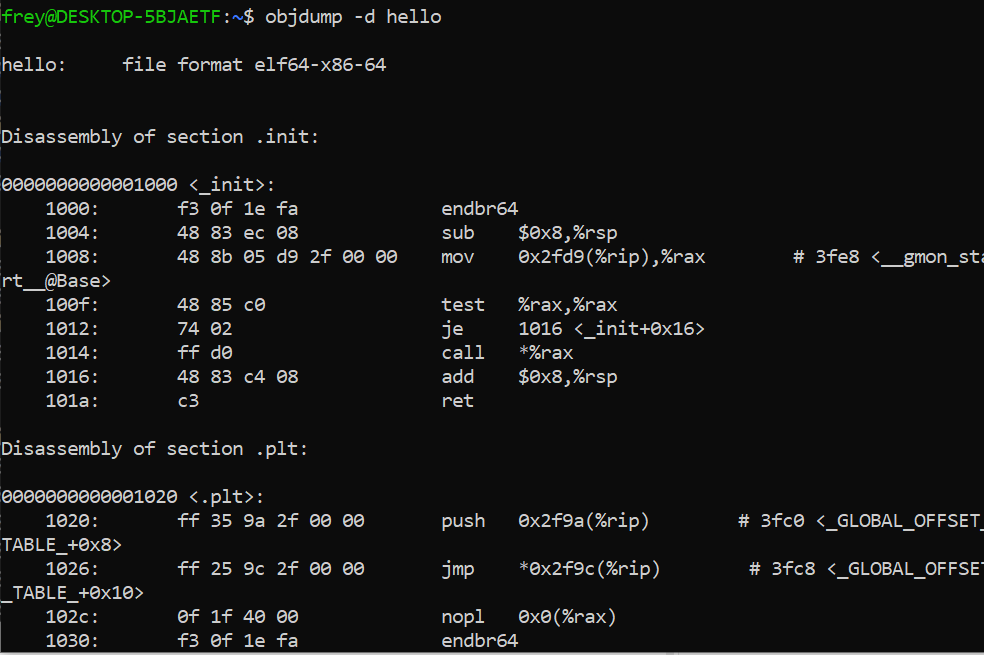 frey@DESKTOP-5BJAETF:~$ objdump -d hello
hello:     file format elf64-x86-64
Disassembly of section .init:
0000000000001000 <_init>:
    1000:       f3 0f 1e fa             endbr64
    1004:       48 83 ec 08             sub    $0x8,%rsp
    1008:       48 8b 05 d9 2f 00 00    mov    0x2fd9(%rip),%rax        # 3fe8 <__gmon_sta
rt__@Base>
    100f:       48 85 c0                test   %rax,%rax
    1012:       74 02                   je     1016 <_init+0x16>
    1014:       ff d0                   call   *%rax
    1016:       48 83 c4 08             add    $0x8,%rsp
    101a:       c3                      ret
Disassembly of section .plt:
0000000000001020 <.plt>:
    1020:       ff 35 9a 2f 00 00       push   0x2f9a(%rip)        # 3fc0 <_GLOBAL_OFFSET_
TABLE_+0x8>
    1026:       ff 25 9c 2f 00 00       jmp    *0x2f9c(%rip)        # 3fc8 <_GLOBAL_OFFSET
_TABLE_+0x10>
    102c:       0f 1f 40 00             nopl   0x0(%rax)
    1030:       f3 0f 1e fa             endbr64